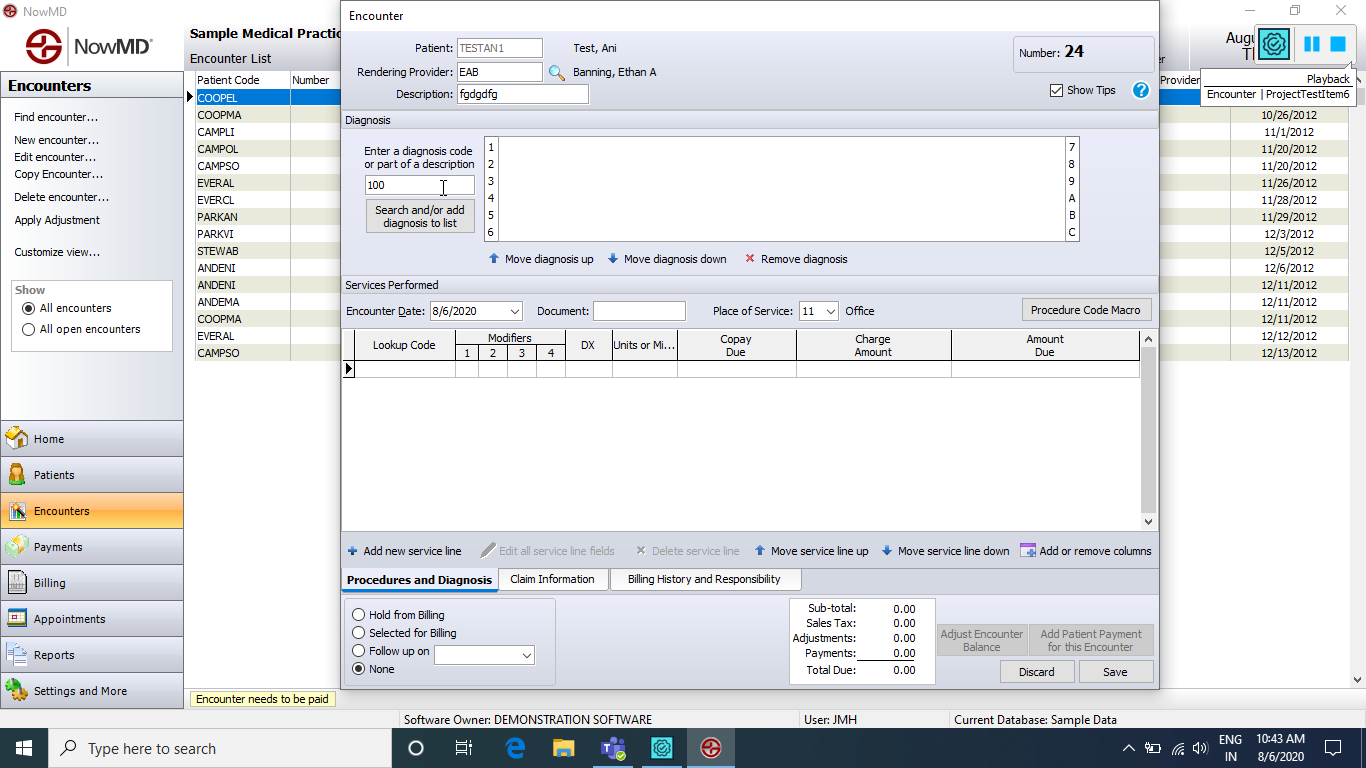 NowMD
NowMD
Sample Medical Practic
Encounter List
Encounters
Find encounter...
New encounter...
Edit encounter...
Copy Encounter...
Delete encounter...
Apply Adjustment
Customize view...
Show
All encounters
All open encounters
Home
Patients
Encounters
Payments
Billing
Appointments
Reports
Settings and More
Patient Code Number
COOPEL
COOPMA
CAMPLI
CAMPOL
CAMPSO
EVERAL
EVERCL
PARKAN
PARKVI
STEWAB
ANDENI
ANDENI
ANDEMA
COOPMA
EVERAL
CAMPSO
Encounter needs to be paid
Encounter
Patient: TESTAN1 Test, Ani
Rendering Provider: EAB Banning, Ethan A
Description: fgdgdfg
Number: 24
Show Tips
Diagnosis
Enter a diagnosis code
or part of a description
100
Search and/or add
diagnosis to list
1 7
2 8
3 9
4 A
5 B
6 C
Move diagnosis up Move diagnosis down Remove diagnosis
Services Performed
Encounter Date: 8/6/2020 Document: Place of Service: 11 Office Procedure Code Macro
Lookup Code Modifiers 1 2 3 4 DX Units or Mi... Copay Due Charge Amount Amount Due
Add new service line Edit all service line fields Delete service line Move service line up Move service line down Add or remove columns
Procedures and Diagnosis Claim Information Billing History and Responsibility
Hold from Billing
Selected for Billing
Follow up on
None
Sub-total: 0.00
Sales Tax: 0.00
Adjustments: 0.00
Payments: 0.00
Total Due: 0.00
Adjust Encounter
Balance
Add Patient Payment
for this Encounter
Discard Save
Augu
Playback
Encounter | ProjectTestItem6
Provider
10/26/2012
11/1/2012
11/20/2012
11/20/2012
11/26/2012
11/28/2012
11/29/2012
12/3/2012
12/5/2012
12/6/2012
12/11/2012
12/11/2012
12/11/2012
12/12/2012
12/13/2012
Software Owner: DEMONSTRATION SOFTWARE User: JMH Current Database: Sample Data
Type here to search
ENG
IN
10:43 AM
8/6/2020